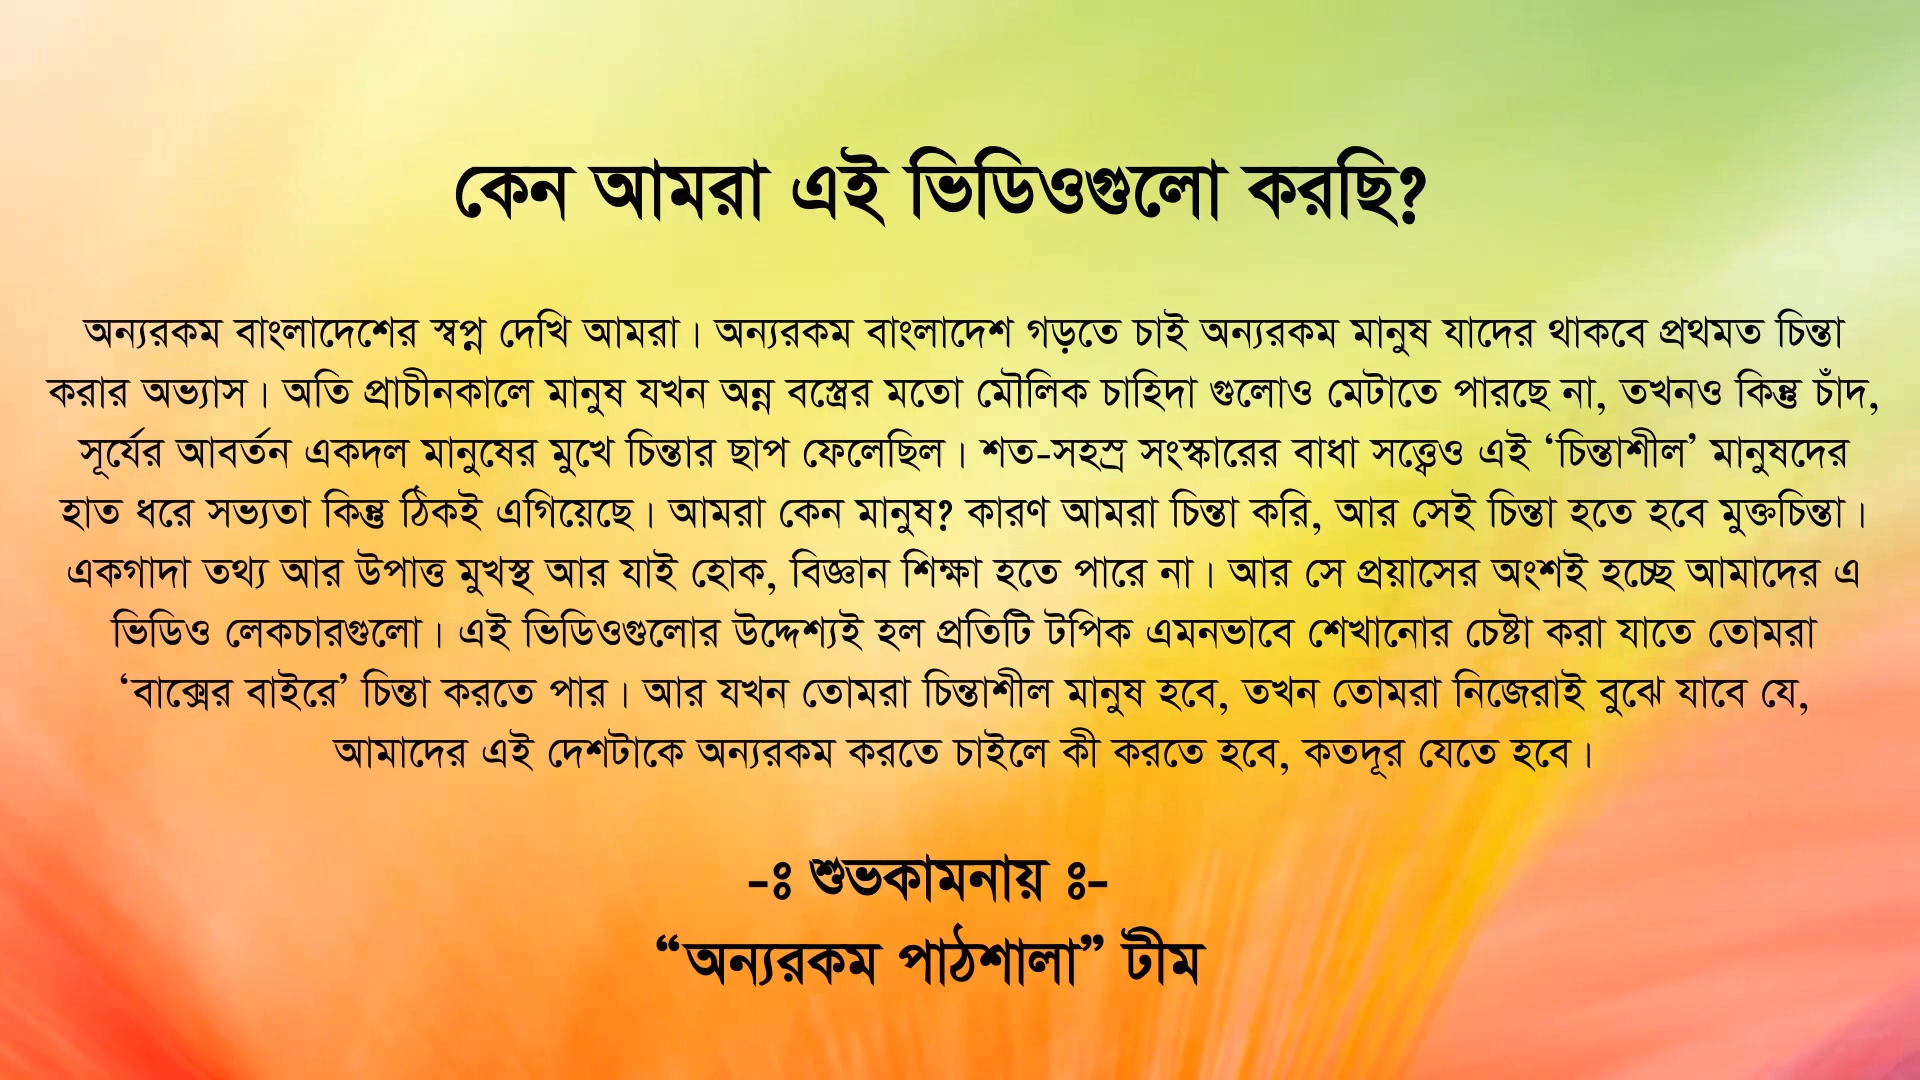 কেন আমরা এই ভিডিওগুলো করছি?
অন্যরকম বাংলাদেশের স্বপ্ন দেখি আমরা। অন্যরকম বাংলাদেশ গড়তে চাই অন্যরকম মানুষ যাদের থাকবে প্রথমত চিন্তা
করার অভ্যাস। অতি প্রাচীনকালে মানুষ যখন অন্ন বস্ত্রের মতো মৌলিক চাহিদা গুলোও মেটাতে পারছে না, তখনও কিন্তু চাঁদ,
সূর্যের আবর্তন একদল মানুষের মুখে চিন্তার ছাপ ফেলেছিল। শত-সহস্র সংস্কারের বাধা সত্ত্বেও এই ‘চিন্তাশীল’ মানুষদের
হাত ধরে সভ্যতা কিন্তু ঠিকই এগিয়েছে। আমরা কেন মানুষ? কারণ আমরা চিন্তা করি, আর সেই চিন্তা হতে হবে মুক্তচিন্তা।
একগাদা তথ্য আর উপাত্ত মুখস্থ আর যাই হোক, বিজ্ঞান শিক্ষা হতে পারে না। আর সে প্রয়াসের অংশই হচ্ছে আমাদের এ
ভিডিও লেকচারগুলো। এই ভিডিওগুলোর উদ্দেশ্যই হল প্রতিটি টপিক এমনভাবে শেখানোর চেষ্টা করা যাতে তোমরা
‘বাক্সের বাইরে’ চিন্তা করতে পার। আর যখন তোমরা চিন্তাশীল মানুষ হবে, তখন তোমরা নিজেরাই বুঝে যাবে যে,
আমাদের এই দেশটাকে অন্যরকম করতে চাইলে কী করতে হবে, কতদূর যেতে হবে।
-ঃ শুভকামনায় ঃ-
“অন্যরকম পাঠশালা” টীম